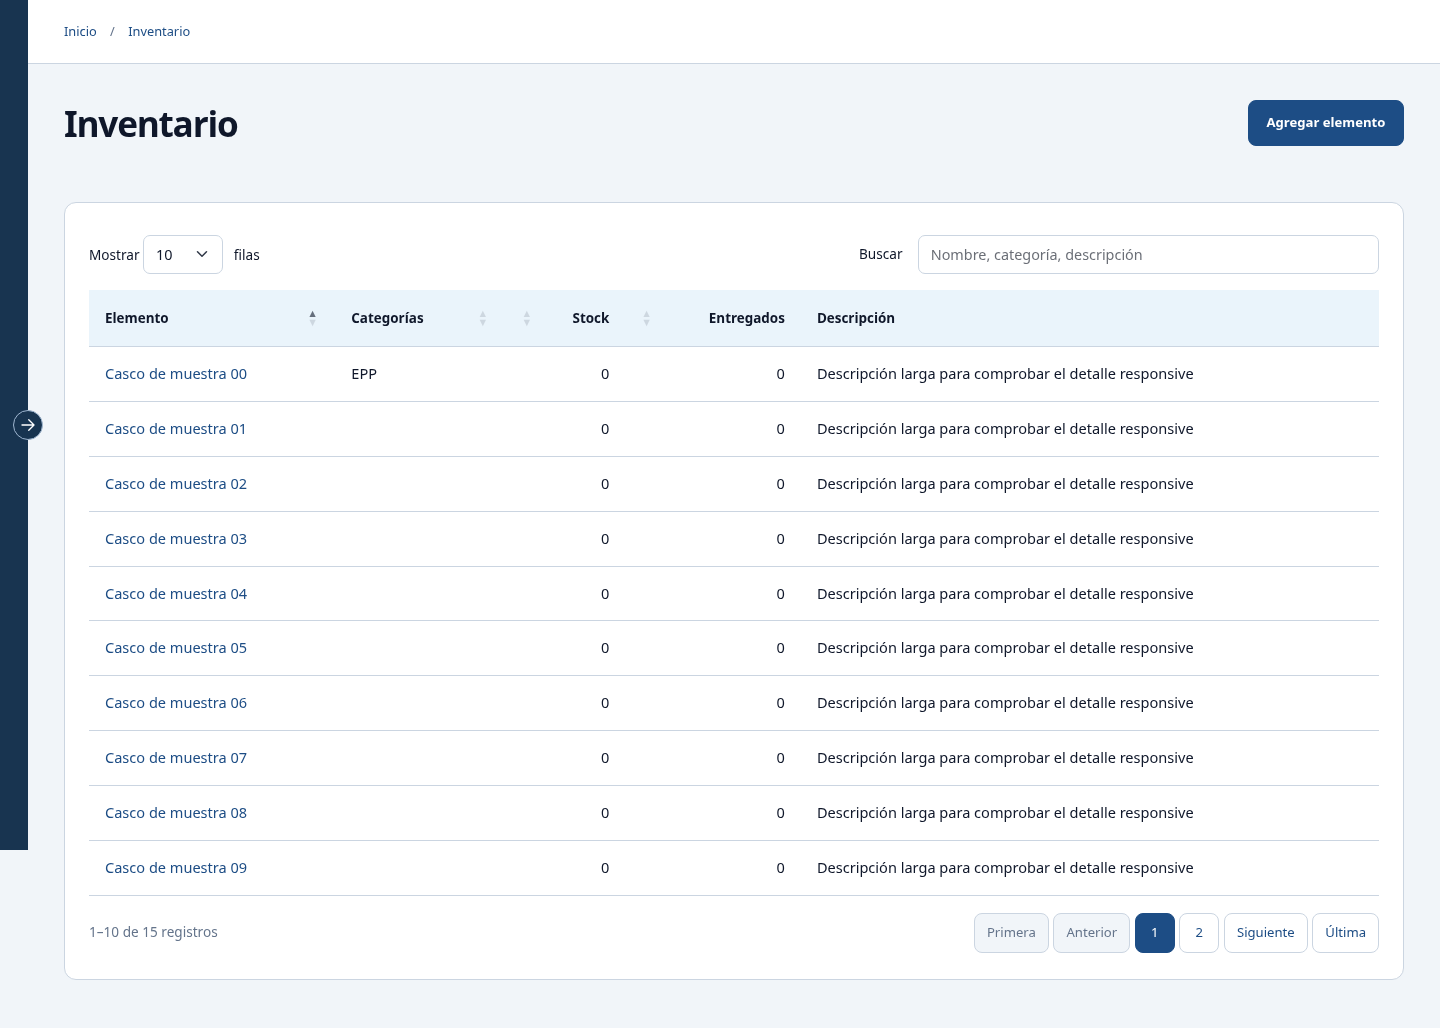 Inicio / Inventario
Inventario
Agregar elemento
Mostrar 10 filas
Buscar Nombre, categoría, descripción
Elemento Categorías Stock Entregados Descripción
Casco de muestra 00 EPP 0 0 Descripción larga para comprobar el detalle responsive
Casco de muestra 01 0 0 Descripción larga para comprobar el detalle responsive
Casco de muestra 02 0 0 Descripción larga para comprobar el detalle responsive
Casco de muestra 03 0 0 Descripción larga para comprobar el detalle responsive
Casco de muestra 04 0 0 Descripción larga para comprobar el detalle responsive
Casco de muestra 05 0 0 Descripción larga para comprobar el detalle responsive
Casco de muestra 06 0 0 Descripción larga para comprobar el detalle responsive
Casco de muestra 07 0 0 Descripción larga para comprobar el detalle responsive
Casco de muestra 08 0 0 Descripción larga para comprobar el detalle responsive
Casco de muestra 09 0 0 Descripción larga para comprobar el detalle responsive
1–10 de 15 registros Primera Anterior 1 2 Siguiente Última